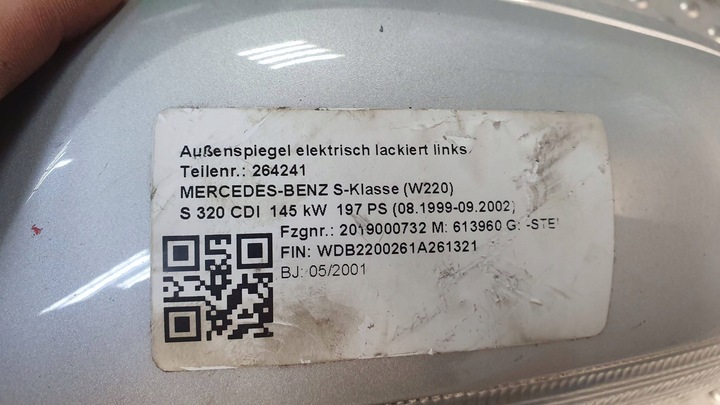 Außenspiegel elektrisch lackiert links
Teilenr.: 264241
MERCEDES-BENZ S-Klasse (W220)
S 320 CDI 145 kW 197 PS (08.1999-09.2002)
Fzgnr.: 2019000732 M: 613960 G: -STE
FIN: WDB2200261A261321
BJ: 05/2001